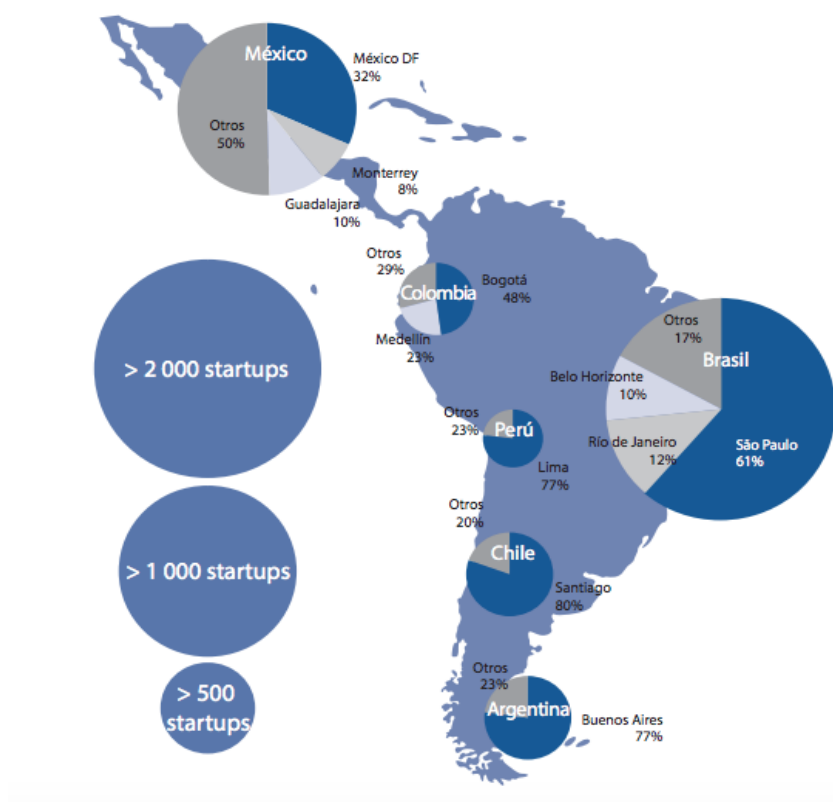 México
México DF
32%
Otros
50%
Monterrey
8%
Guadalajara
10%
Otros
29%
Colombia
Bogotá
48%
Medellín
23%
> 2 000 startups
Otros
17%
Brasil
Belo Horizonte
10%
Río de Janeiro
12%
São Paulo
61%
Otros
23%
Perú
Lima
77%
> 1 000 startups
Otros
20%
Chile
Santiago
80%
> 500
startups
Otros
23%
Argentina
Buenos Aires
77%